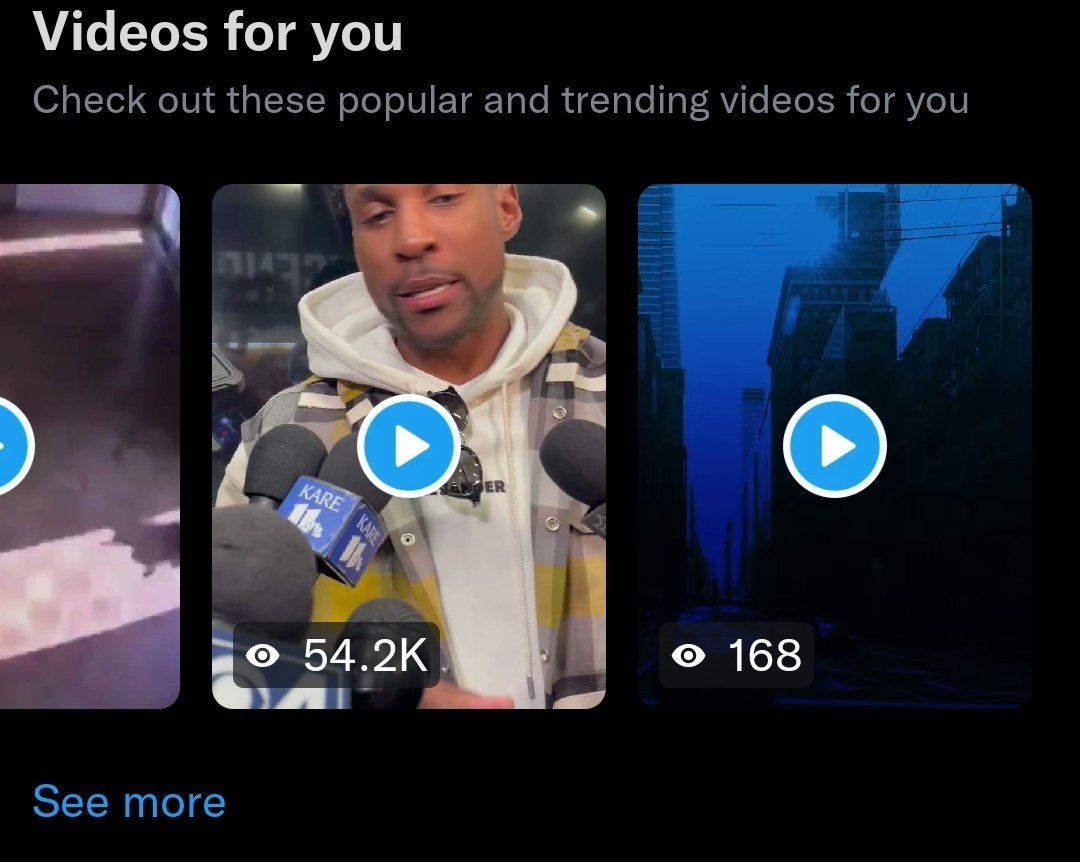 Videos for you
Check out these popular and trending videos for you
KARE
11
KARE
11
54.2K
168
See more